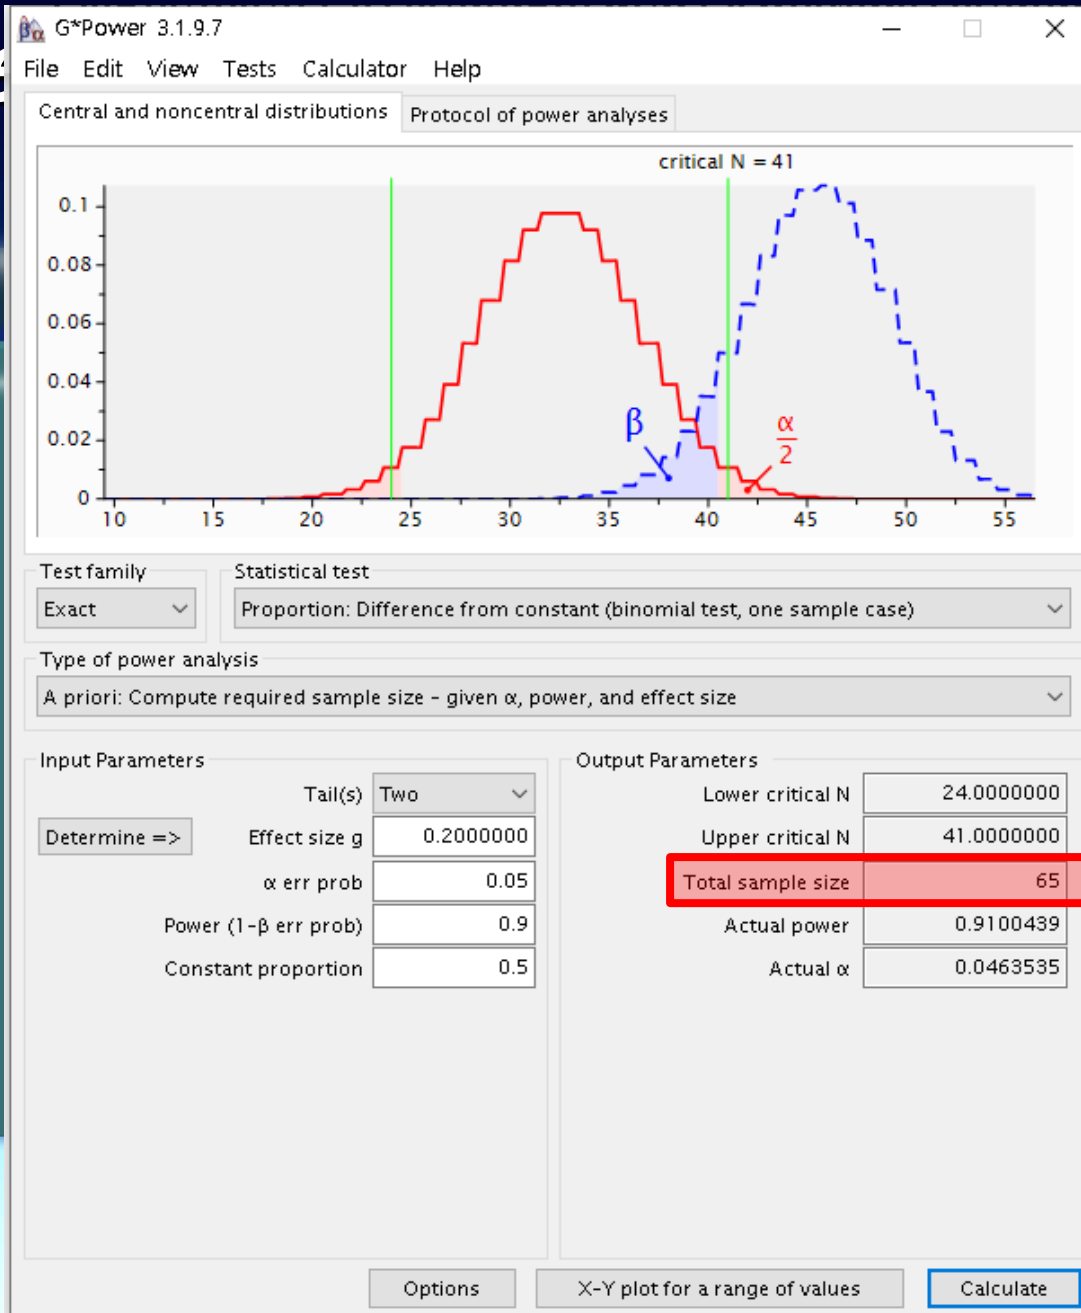 G*Power 3.1.9.7
File Edit View Tests Calculator Help
Central and noncentral distributions Protocol of power analyses
critical N = 41
0.1
0.08
0.06
0.04
0.02
0
β
α
2
10 15 20 25 30 35 40 45 50 55
Test family Statistical test
Exact Proportion: Difference from constant (binomial test, one sample case)
Type of power analysis
A priori: Compute required sample size – given α, power, and effect size
Input Parameters Output Parameters
Tail(s) Two Lower critical N 24.0000000
Determine => Effect size g 0.2000000 Upper critical N 41.0000000
α err prob 0.05 Total sample size 65
Power (1-β err prob) 0.9 Actual power 0.9100439
Constant proportion 0.5 Actual α 0.0463535
Options X-Y plot for a range of values Calculate